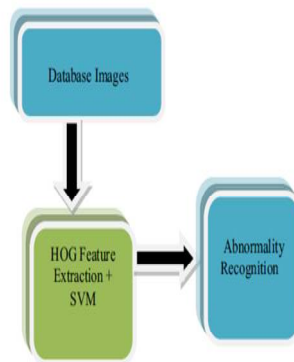 Database Images
HOG Feature
Extraction +
SVM
Abnormality
Recognition